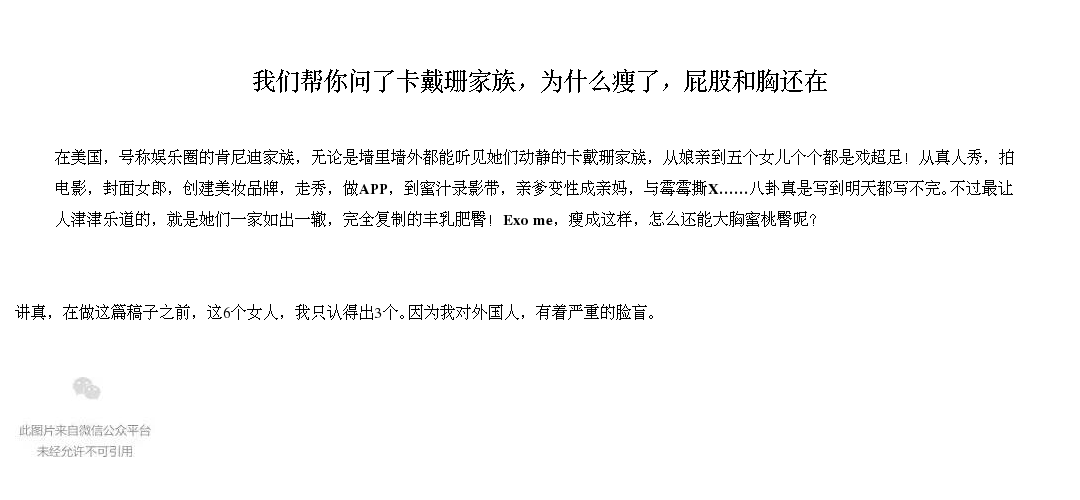 我们帮你问了卡戴珊家族，为什么瘦了，屁股和胸还在
在美国，号称娱乐圈的肯尼迪家族，无论是墙里墙外都能听见她们动静的卡戴珊家族，从娘亲到五个女儿个个都是戏超足！从真人秀，拍
电影，封面女郎，创建美妆品牌，走秀，做APP，到蜜汁录影带，亲爹变性成亲妈，与霉霉撕X……八卦真是写到明天都写不完。不过最让
人津津乐道的，就是她们一家如出一辙，完全复制的丰乳肥臀！Exo me，瘦成这样，怎么还能大胸蜜桃臀呢？
讲真，在做这篇稿子之前，这6个女人，我只认得出3个。因为我对外国人，有着严重的脸盲。
此图片来自微信公众平台
未经允许不可引用